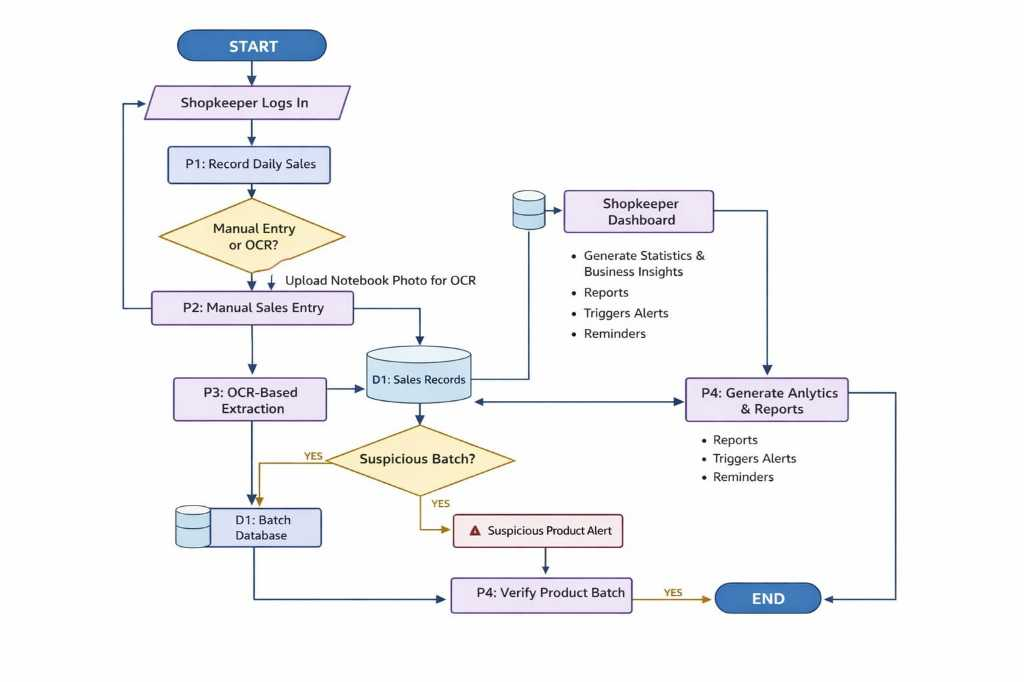 START
Shopkeeper Logs In
P1: Record Daily Sales
Manual Entry
or OCR?
Upload Notebook Photo for OCR
P2: Manual Sales Entry
Shopkeeper
Dashboard
• Generate Statistics &
Business Insights
• Reports
• Triggers Alerts
• Reminders
D1: Sales Records
P3: OCR-Based
Extraction
P4: Generate Anlytics
& Reports
• Reports
• Triggers Alerts
• Reminders
YES
Suspicious Batch?
YES
D1: Batch
Database
Suspicious Product Alert
P4: Verify Product Batch
YES
END